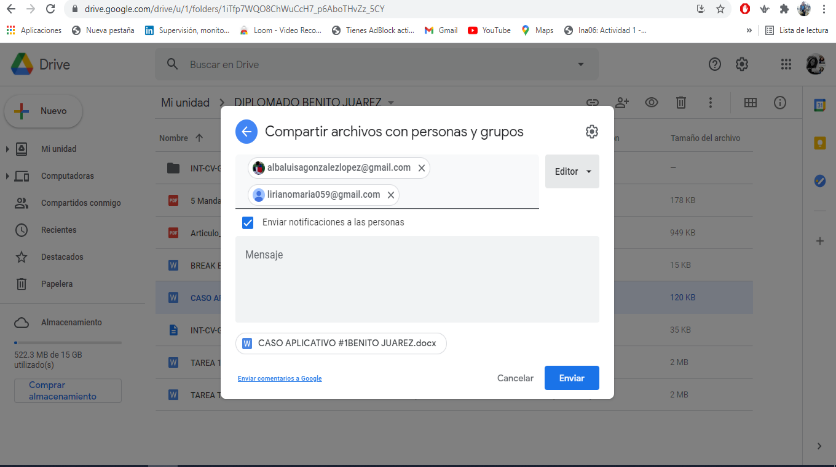 drive.google.com/drive/u/1/folders/1iTfp7WQO8ChWuCcH7_p6AboTHvZz_5CY
Aplicaciones
Nueva pestaña
Supervisión, monito...
Loom - Video Reco...
Tienes AdBlock acti...
Gmail
YouTube
Maps
Ina06: Actividad 1 -...
»
Lista de lectura
Drive
Buscar en Drive
Nuevo
Mi unidad > DIPLOMADO BENITO JUAREZ
Nombre
Tamaño del archivo
Mi unidad
Computadoras
Compartidos conmigo
Recientes
Destacados
Papelera
Almacenamiento
522.3 MB de 15 GB
utilizado(s)
Comprar
almacenamiento
INT-CV-G
—
5 Manda
178 KB
Articulo_
949 KB
BREAK E
15 KB
CASO AP
120 KB
INT-CV-G
35 KB
TAREA 1
2 MB
TAREA 1
2 MB
Compartir archivos con personas y grupos
albaluisagonzalezlopez@gmail.com
lirianomaria059@gmail.com
Editor
Enviar notificaciones a las personas
Mensaje
CASO APLICATIVO #1BENITO JUAREZ.docx
Enviar comentarios a Google
Cancelar
Enviar